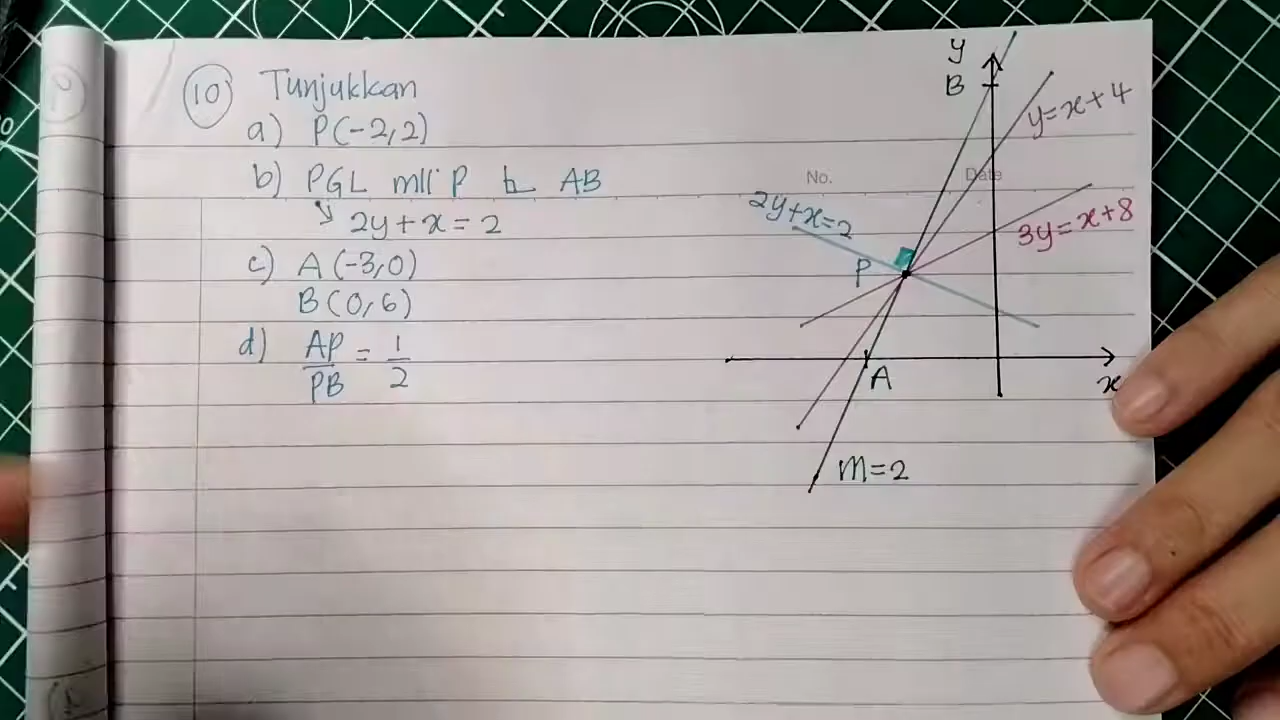 10 Tunjukkan
a) P(-2,2)
b) PGL mll P ⊥ AB
2y+x=2
c) A(-3,0)
B(0,6)
d) AP/PB = 1/2
y
B
y=x+4
No.
Date
2y+x=2
3y=x+8
P
A
x
m=2